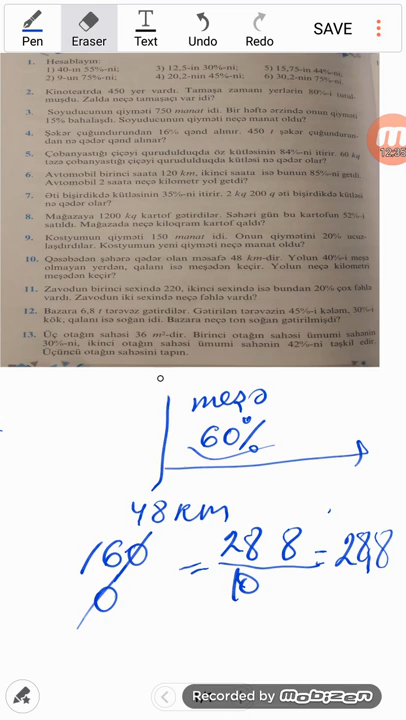 Pen
Eraser
Text
Undo
Redo
SAVE
1. Hesablayın:
1) 40-ın 55%-ni; 3) 12,5-in 30%-ni; 5) 15,75-in 44%-ni;
2) 9-un 75%-ni; 4) 20,2-nin 45%-ni; 6) 30,2-nin 75%-ni.
2. Kinoteatrda 450 yer vardı. Tamaşa zamanı yerlərin 80%-i
muşdu. Zalda neçə tamaşaçı var idi?
3. Soyuducunun qiyməti 750 manat idi. Bir həftə ərzində onun qiyməti
15% bahalaşdı. Soyuducunun qiyməti neçə manat oldu?
4. Şəkər çuğundurundan 16% qənd alınır. 450 t şəkər çuğundurun-
dan nə qədər qənd alınar?
5. Çobanyastığı çiçəyi qurudulduqda öz kütləsinin 84%-ni itirir. 60 kq
təzə çobanyastığı çiçəyi qurudulduqda kütləsi nə qədər olar?
6. Avtomobil birinci saata 120 km, ikinci saata isə bunun 85%-ni getdi.
Avtomobil 2 saata neçə kilometr yol getdi?
7. Əti bişirdikdə kütləsinin 35%-ni itirir. 2 kq 200 q əti bişirdikdə kütləsi
nə qədər olar?
8. Mağazaya 1200 kq kartof gətirdilər. Səhəri gün bu kartofun 52%-i
satıldı. Mağazada neçə kiloqram kartof qaldı?
9. Kostyumun qiyməti 150 manat idi. Onun qiymətini 20% ucuz-
laşdırdılar. Kostyumun yeni qiyməti neçə manat oldu?
10. Qəsəbədən şəhərə qədər olan məsafə 48 km-dir. Yolun 40%-i meşə
olmayan yerdən, qalanı isə meşədən keçir. Yolun neçə kilometri
meşədən keçir?
11. Zavodun birinci sexində 220, ikinci sexində isə bundan 20% çox fəhlə
vardı. Zavodun iki sexində neçə fəhlə vardı?
12. Bazara 6,8 t tərəvəz gətirdilər. Gətirilən tərəvəzin 45%-i kələm, 30%-i
kök, qalanı isə soğan idi. Bazara neçə ton soğan gətirilmişdi?
13. Üç otağın sahəsi 36 m²-dir. Birinci otağın sahəsi ümumi sahənin
30%-ni, ikinci otağın sahəsi ümumi sahənin 42%-ni təşkil edir.
Üçüncü otağın sahəsini tapın.
meşə
60%
48 km
160 = 28 8 = 28,8
0 10
Recorded by mobizen